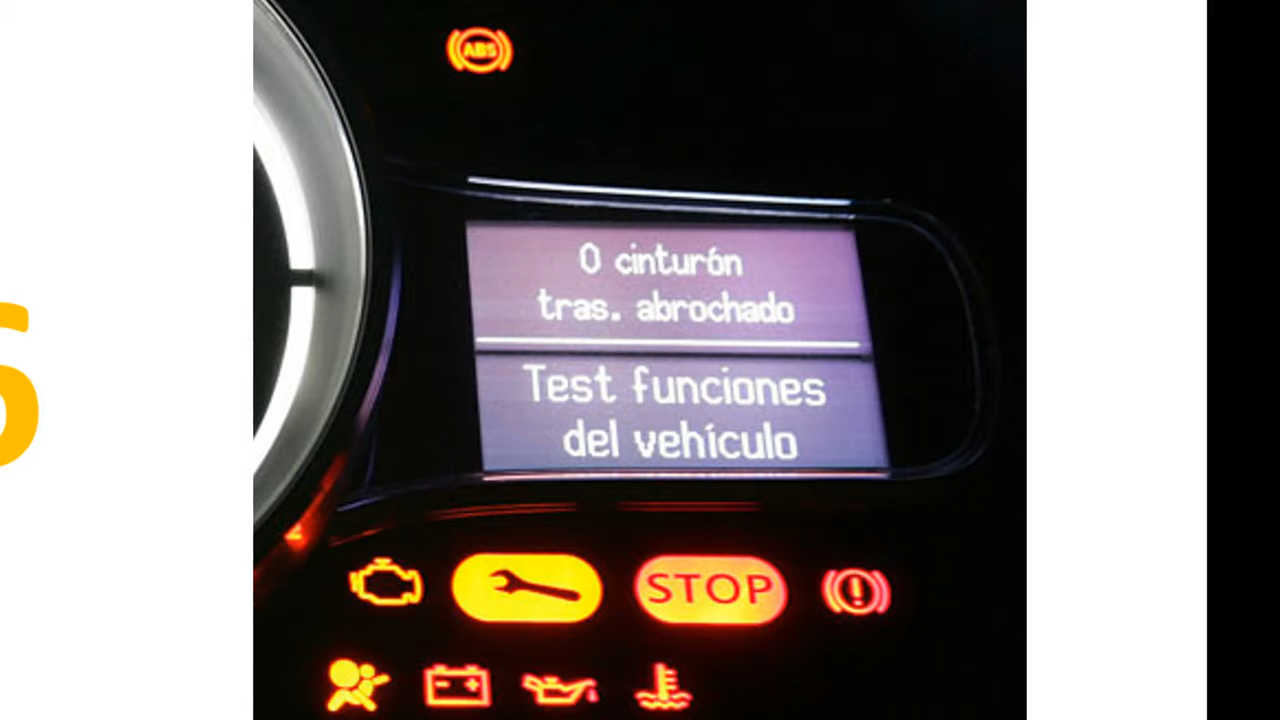 ABS
0 cinturón
tras. abrochado
Test funciones
del vehículo
STOP